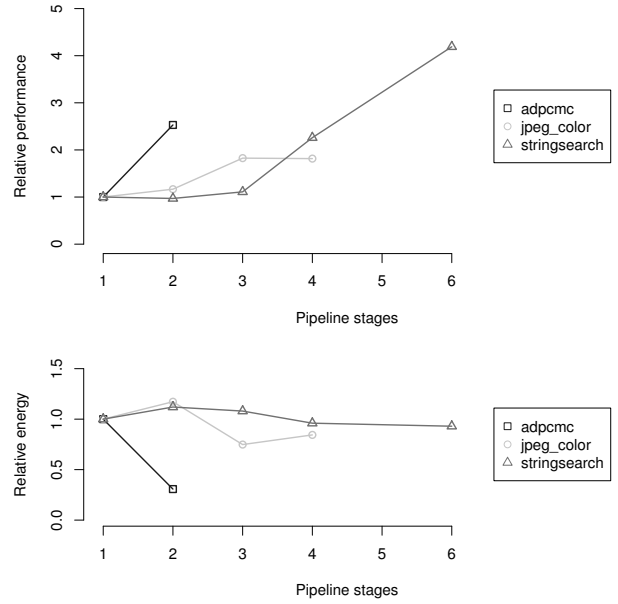 5
4
3
2
1
0
Relative performance
1 2 3 4 5 6
Pipeline stages
adpcmc
jpeg_color
stringsearch
1.5
1.0
0.5
0.0
Relative energy
1 2 3 4 5 6
Pipeline stages
adpcmc
jpeg_color
stringsearch